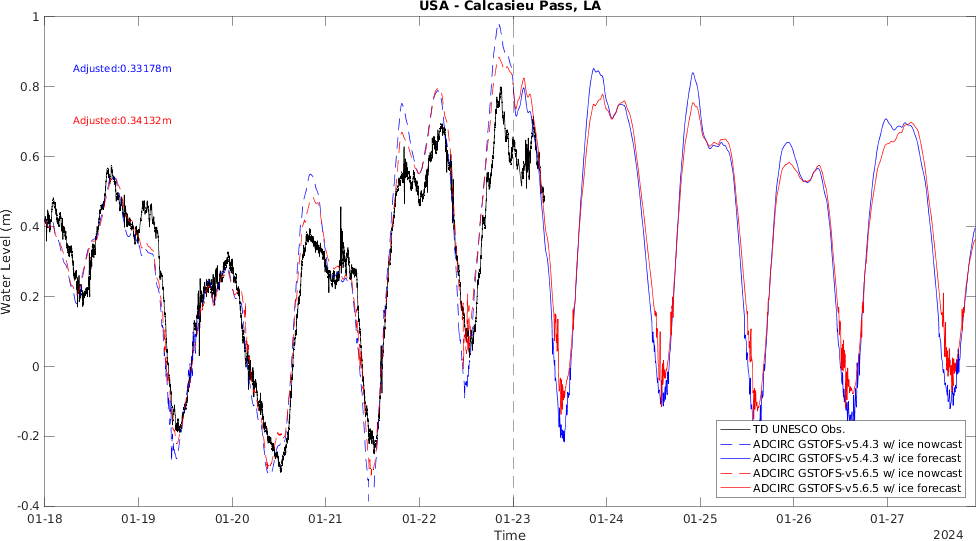 USA - Calcasieu Pass, LA
Water Level (m)
1
0.8
0.6
0.4
0.2
0
-0.2
-0.4
Adjusted:0.33178m
Adjusted:0.34132m
TD UNESCO Obs.
ADCIRC GSTOFS-v5.4.3 w/ ice nowcast
ADCIRC GSTOFS-v5.4.3 w/ ice forecast
ADCIRC GSTOFS-v5.6.5 w/ ice nowcast
ADCIRC GSTOFS-v5.6.5 w/ ice forecast
01-18 01-19 01-20 01-21 01-22 01-23 01-24 01-25 01-26 01-27
Time
2024